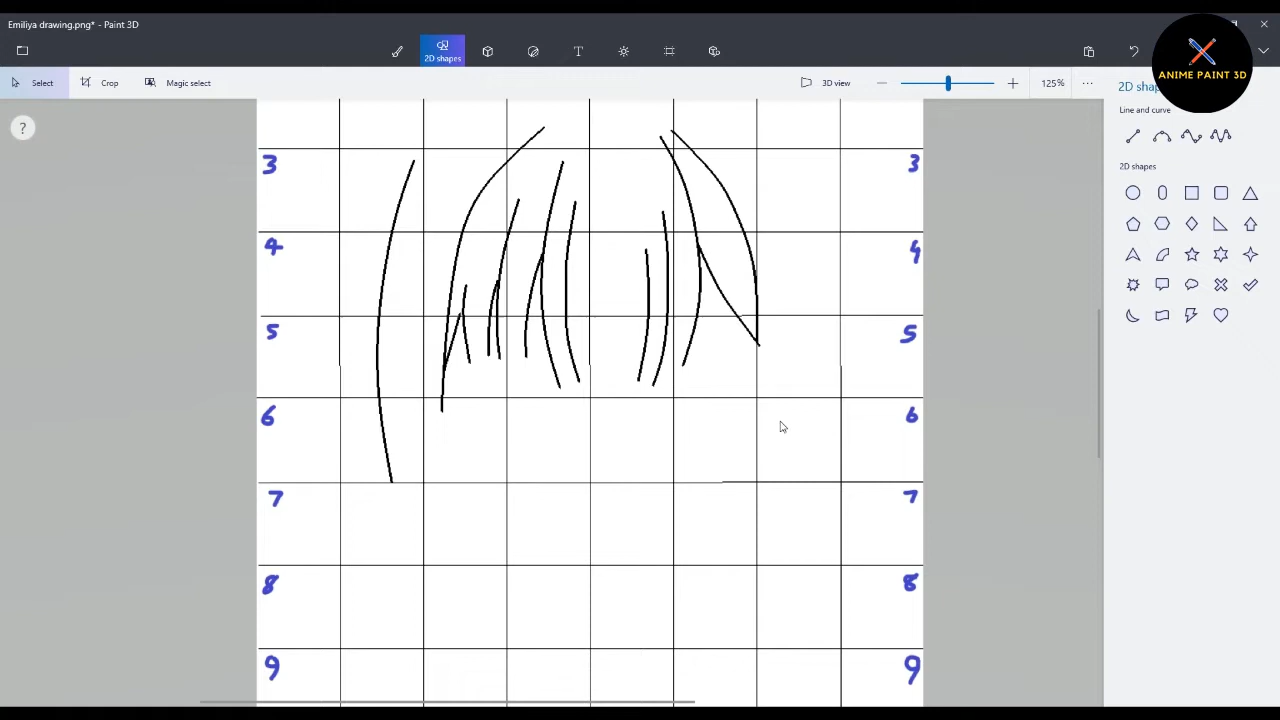 Emiliya drawing.png* - Paint 3D
2D shapes
Select
Crop
Magic select
3D view
125%
ANIME PAINT 3D
2D
?
Line and curve
2D shapes
3 3
4 4
5 5
6 6
7 7
8 8
9 9